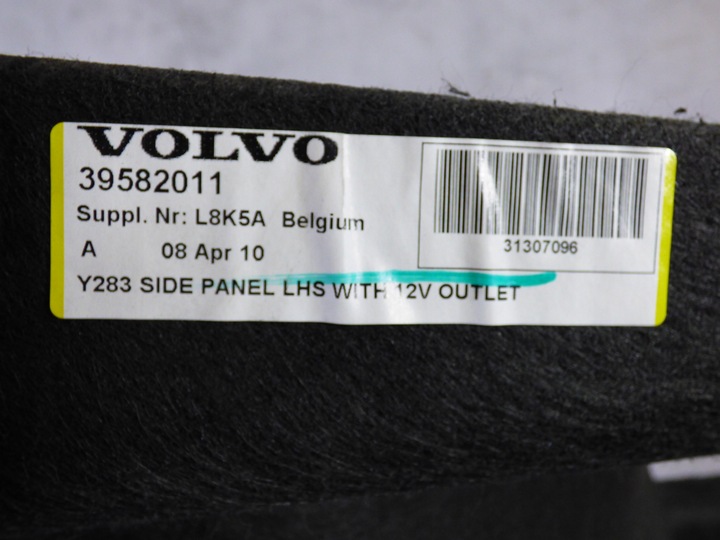 VOLVO
39582011
Suppl. Nr: L8K5A Belgium
A 08 Apr 10
Y283 SIDE PANEL LHS WITH 12V OUTLET
31307096